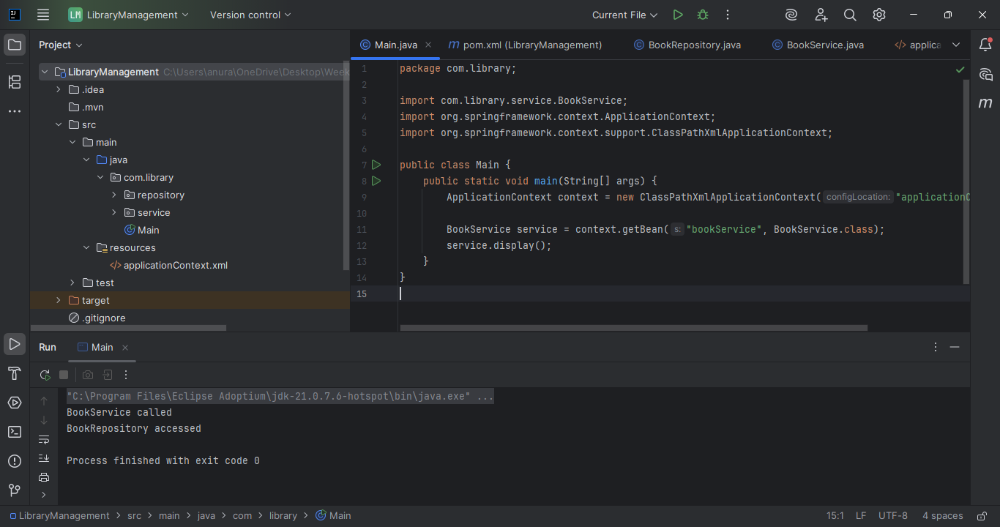 LM LibraryManagement Version control Current File
Project
Main.java pom.xml (LibraryManagement) BookRepository.java BookService.java applica
LibraryManagement C:\Users\anura\OneDrive\Desktop\Week
.idea
.mvn
src
main
java
com.library
repository
service
Main
resources
applicationContext.xml
test
target
.gitignore
1 package com.library;
2
3 import com.library.service.BookService;
4 import org.springframework.context.ApplicationContext;
5 import org.springframework.context.support.ClassPathXmlApplicationContext;
6
7 public class Main {
8 public static void main(String[] args) {
9 ApplicationContext context = new ClassPathXmlApplicationContext( configLocation: "applicationC
10
11 BookService service = context.getBean( s: "bookService", BookService.class);
12 service.display();
13 }
14 }
15
Run Main
"C:\Program Files\Eclipse Adoptium\jdk-21.0.7.6-hotspot\bin\java.exe" ...
BookService called
BookRepository accessed
Process finished with exit code 0
LibraryManagement > src > main > java > com > library > Main 15:1 LF UTF-8 4 spaces